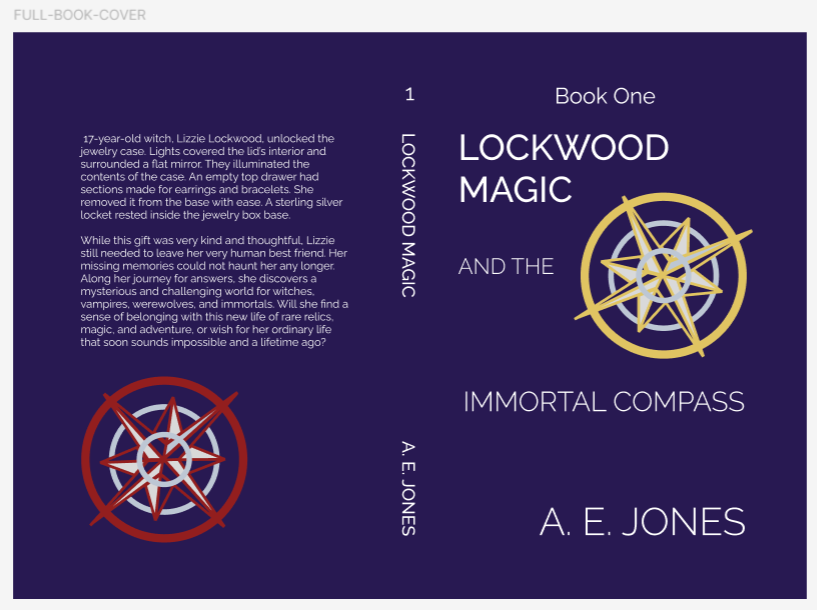 FULL-BOOK-COVER
17-year-old witch, Lizzie Lockwood, unlocked the
jewelry case. Lights covered the lid's interior and
surrounded a flat mirror. They illuminated the
contents of the case. An empty top drawer had
sections made for earrings and bracelets. She
removed it from the base with ease. A sterling silver
locket rested inside the jewelry box base.
While this gift was very kind and thoughtful, Lizzie
still needed to leave her very human best friend. Her
missing memories could not haunt her any longer.
Along her journey for answers, she discovers a
mysterious and challenging world for witches,
vampires, werewolves, and immortals. Will she find a
sense of belonging with this new life of rare relics,
magic, and adventure, or wish for her ordinary life
that soon sounds impossible and a lifetime ago?
1
LOCKWOOD MAGIC
A. E. JONES
Book One
LOCKWOOD
MAGIC
AND THE
IMMORTAL COMPASS
A. E. JONES